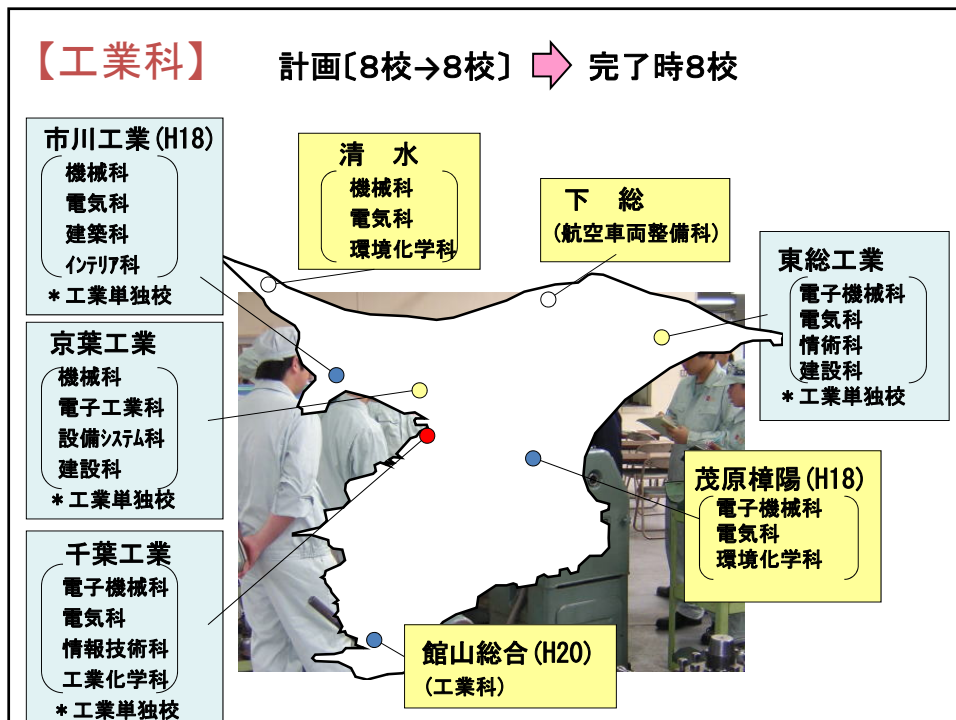 【工業科】 計画〔８校→８校〕 完了時８校
市川工業(H18)
機械科
電気科
建築科
ｲﾝﾃﾘｱ科
＊工業単独校
清　水
機械科
電気科
環境化学科
下　総
(航空車両整備科)
東総工業
電子機械科
電気科
情術科
建設科
＊工業単独校
京葉工業
機械科
電子工業科
設備ｼｽﾃﾑ科
建設科
＊工業単独校
茂原樟陽(H18)
電子機械科
電気科
環境化学科
千葉工業
電子機械科
電気科
情報技術科
工業化学科
＊工業単独校
館山総合(H20)
(工業科)